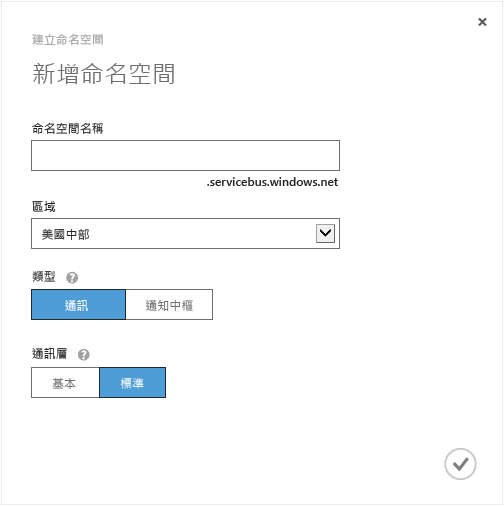 建立命名空間
新增命名空間
命名空間名稱
.servicebus.windows.net
區域
美國中部
類型 ?
通訊 通知中樞
通訊層 ?
基本 標準